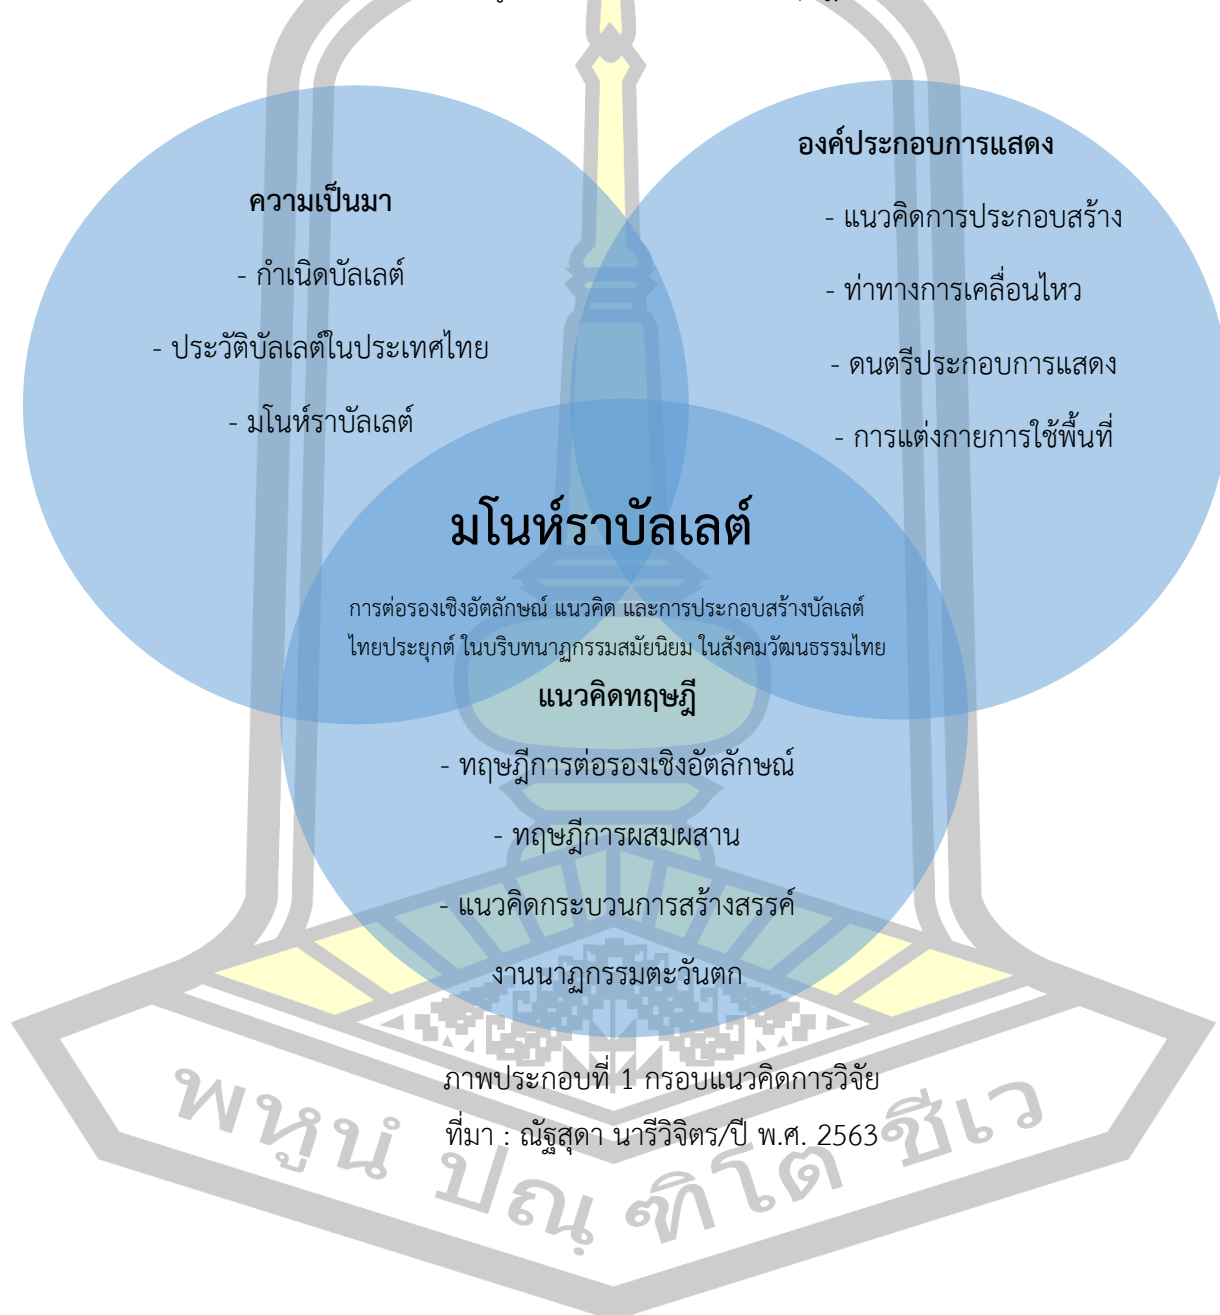 ความเป็นมา
- กำเนิดบัลเลต์
- ประวัติบัลเลต์ในประเทศไทย
- มโนห์ราบัลเลต์
องค์ประกอบการแสดง
- แนวคิดการประกอบสร้าง
- ท่าทางการเคลื่อนไหว
- ดนตรีประกอบการแสดง
- การแต่งกายการใช้พื้นที่
มโนห์ราบัลเลต์
การต่อรองเชิงอัตลักษณ์ แนวคิด และการประกอบสร้างบัลเลต์
ไทยประยุกต์ ในบริบทนาฏกรรมสมัยนิยม ในสังคมวัฒนธรรมไทย
แนวคิดทฤษฎี
- ทฤษฎีการต่อรองเชิงอัตลักษณ์
- ทฤษฎีการผสมผสาน
- แนวคิดกระบวนการสร้างสรรค์
งานนาฏกรรมตะวันตก
ภาพประกอบที่ 1 กรอบแนวคิดการวิจัย
ที่มา : ณัฐสุดา นารีวิจิตร/ปี พ.ศ. 2563
พหูนํ ปณฺฑิโต ชีเว